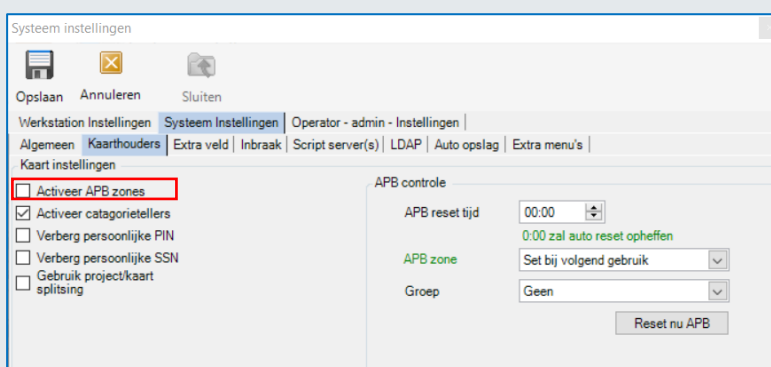 Systeem instellingen
Opslaan Annuleren Sluiten
Werkstation Instellingen Systeem Instellingen Operator - admin - Instellingen
Algemeen Kaarthouders Extra veld Inbraak Script server(s) LDAP Auto opslag Extra menu's
Kaart instellingen
Activeer APB zones
Activeer catagorietellers
Verberg persoonlijke PIN
Verberg persoonlijke SSN
Gebruik project/kaart
splitsing
APB controle
APB reset tijd 00:00
0:00 zal auto reset opheffen
APB zone Set bij volgend gebruik
Groep Geen
Reset nu APB